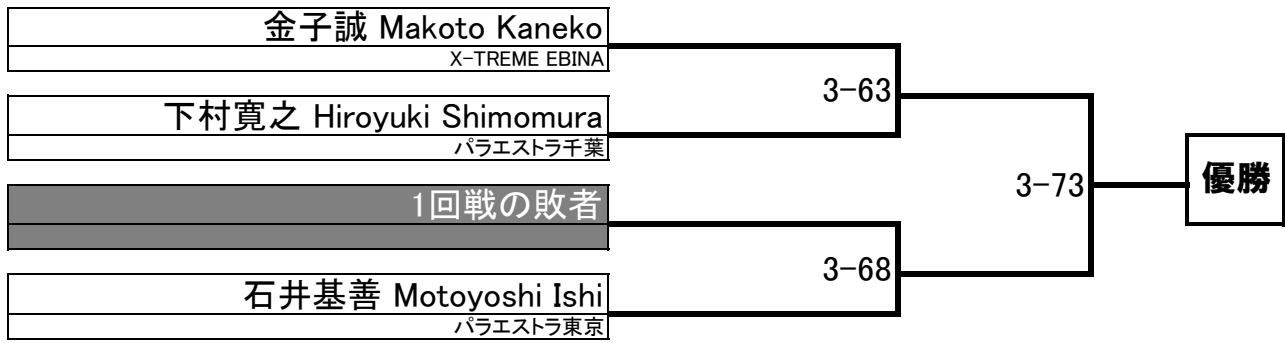 金子誠 Makoto Kaneko
X-TREME EBINA
3-63
下村寛之 Hiroyuki Shimomura
パラエストラ千葉
3-73
優勝
1回戦の敗者
3-68
石井基善 Motoyoshi Ishi
パラエストラ東京